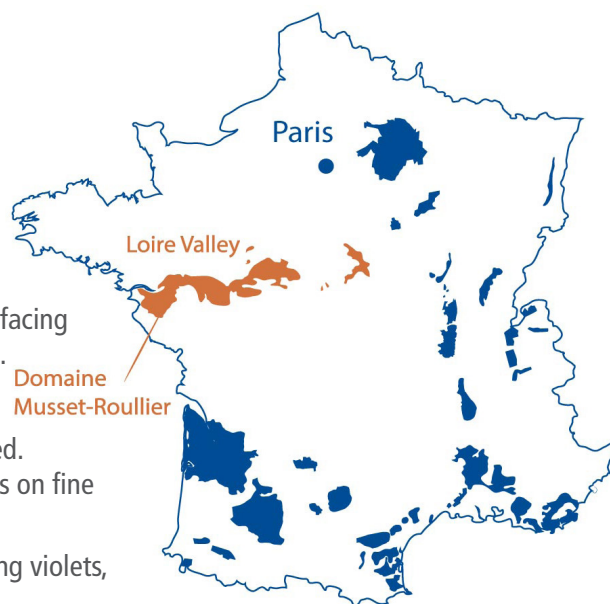 Paris
Loire Valley
facing
.
Domaine
Musset-Roullier
ed.
s on fine
ng violets,